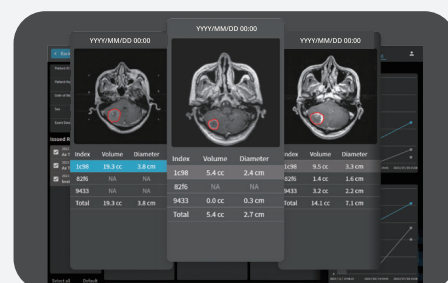 YYYY/MM/DD 00:00
Index Volume Diameter
1c98 19.3 cc 3.8 cm
82f6 NA NA
9433 NA NA
Total 19.3 cc 3.8 cm
YYYY/MM/DD 00:00
Index Volume Diameter
1c98 5.4 cc 2.4 cm
82f6 NA NA
9433 0.0 cc 0.3 cm
Total 5.4 cc 2.7 cm
YYYY/MM/DD 00:00
Index Volume Diameter
1c98 9.5 cc 3.3 cm
82f6 1.4 cc 1.6 cm
9433 3.2 cc 2.2 cm
Total 14.1 cc 7.1 cm
Select all Default